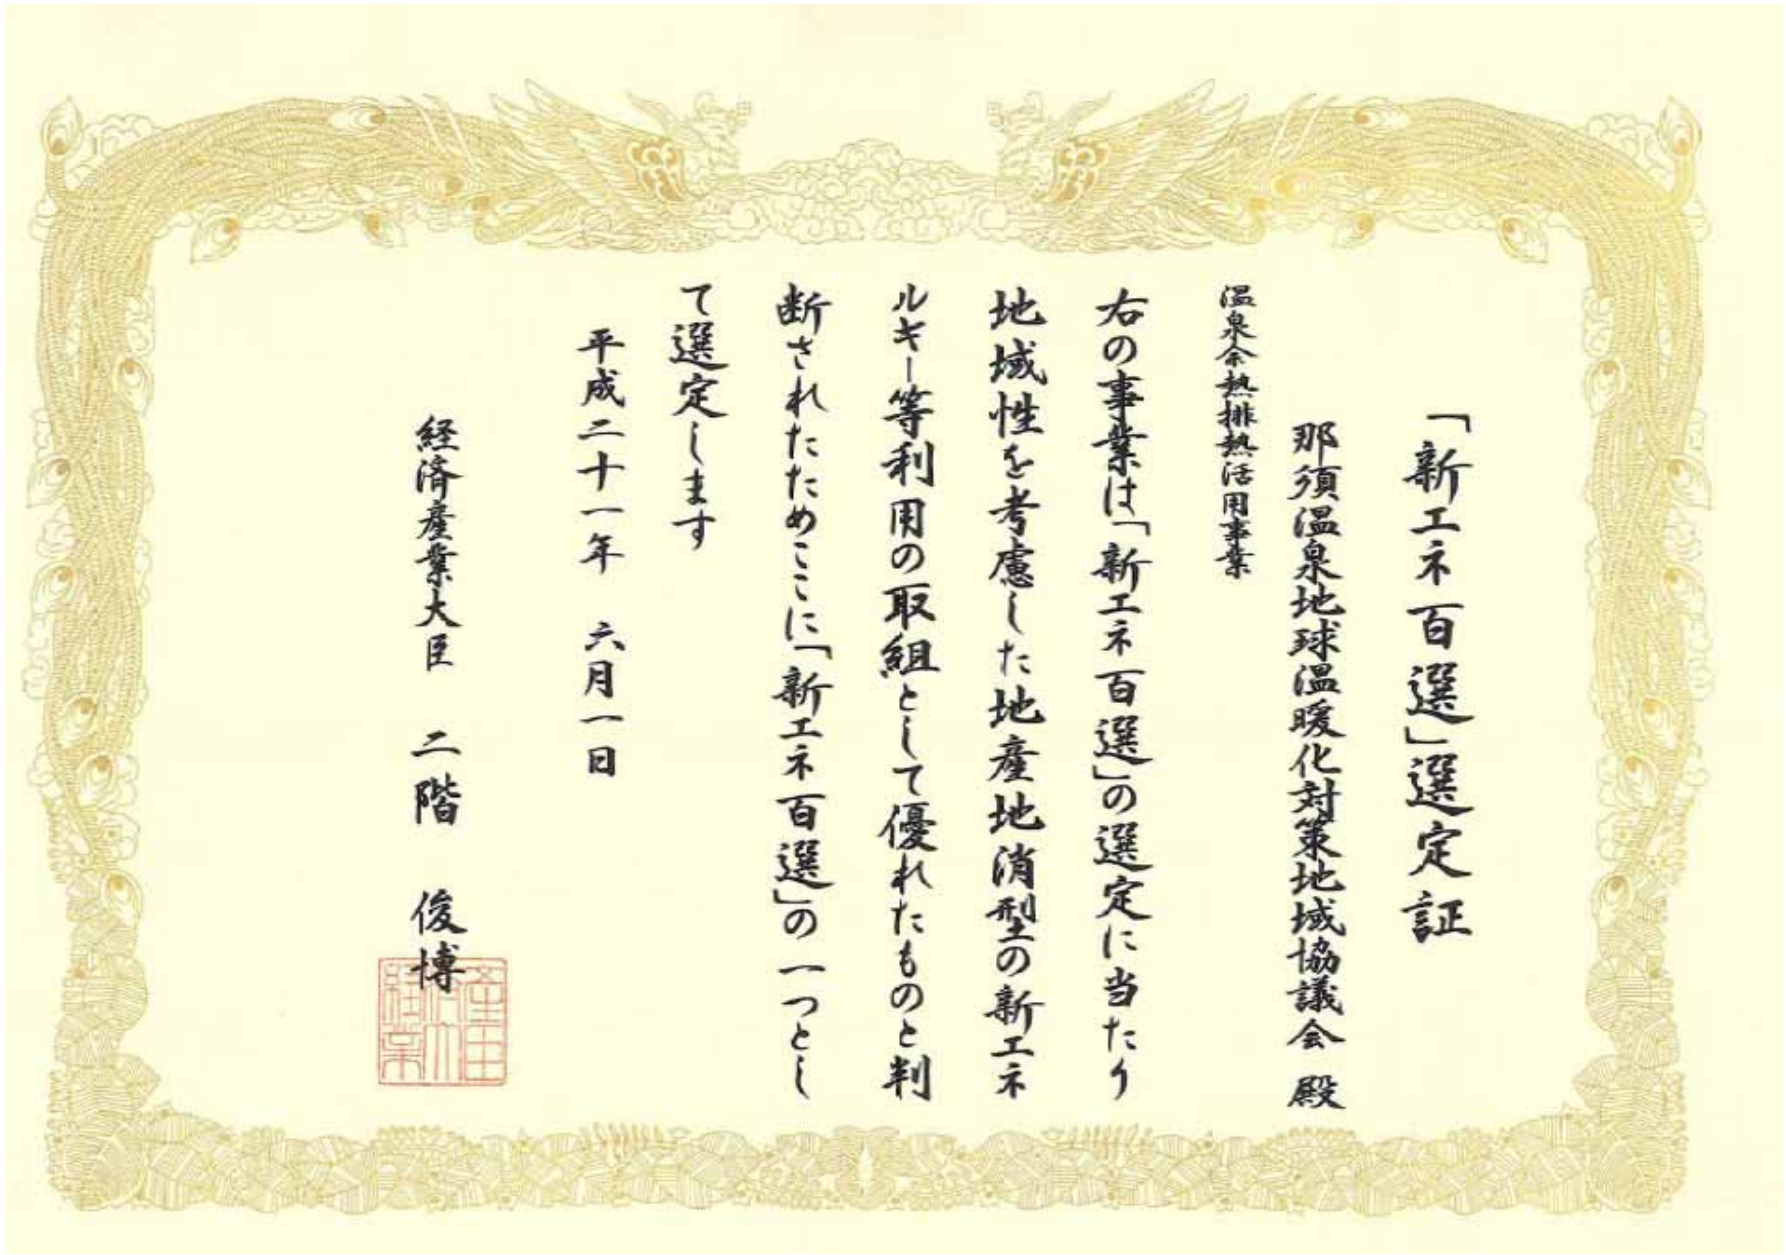 「新エネ百選」選定証
那須温泉地球温暖化対策地域協議会 殿
温泉余熱排熱活用事業
右の事業は「新エネ百選」の選定に当たり
地域性を考慮した地産地消型の新エネ
ルギー等利用の取組として優れたものと判
断されたためここに「新エネ百選」の一つとし
て選定します
平成二十一年 六月一日
経済産業大臣 二階 俊博